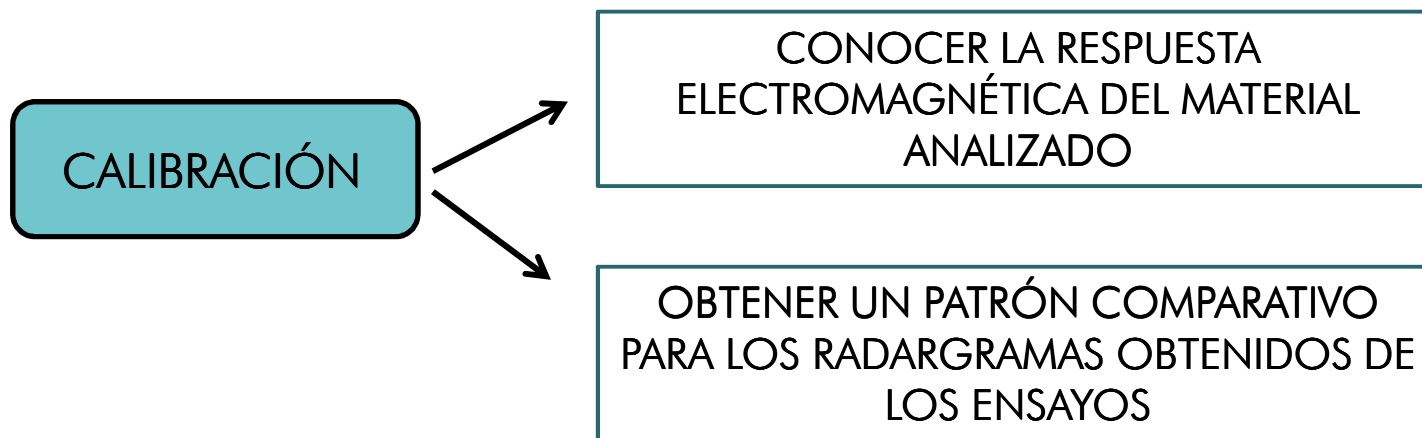 CALIBRACIÓN
CONOCER LA RESPUESTA
ELECTROMAGNÉTICA DEL MATERIAL
ANALIZADO
OBTENER UN PATRÓN COMPARATIVO
PARA LOS RADARGRAMAS OBTENIDOS DE
LOS ENSAYOS